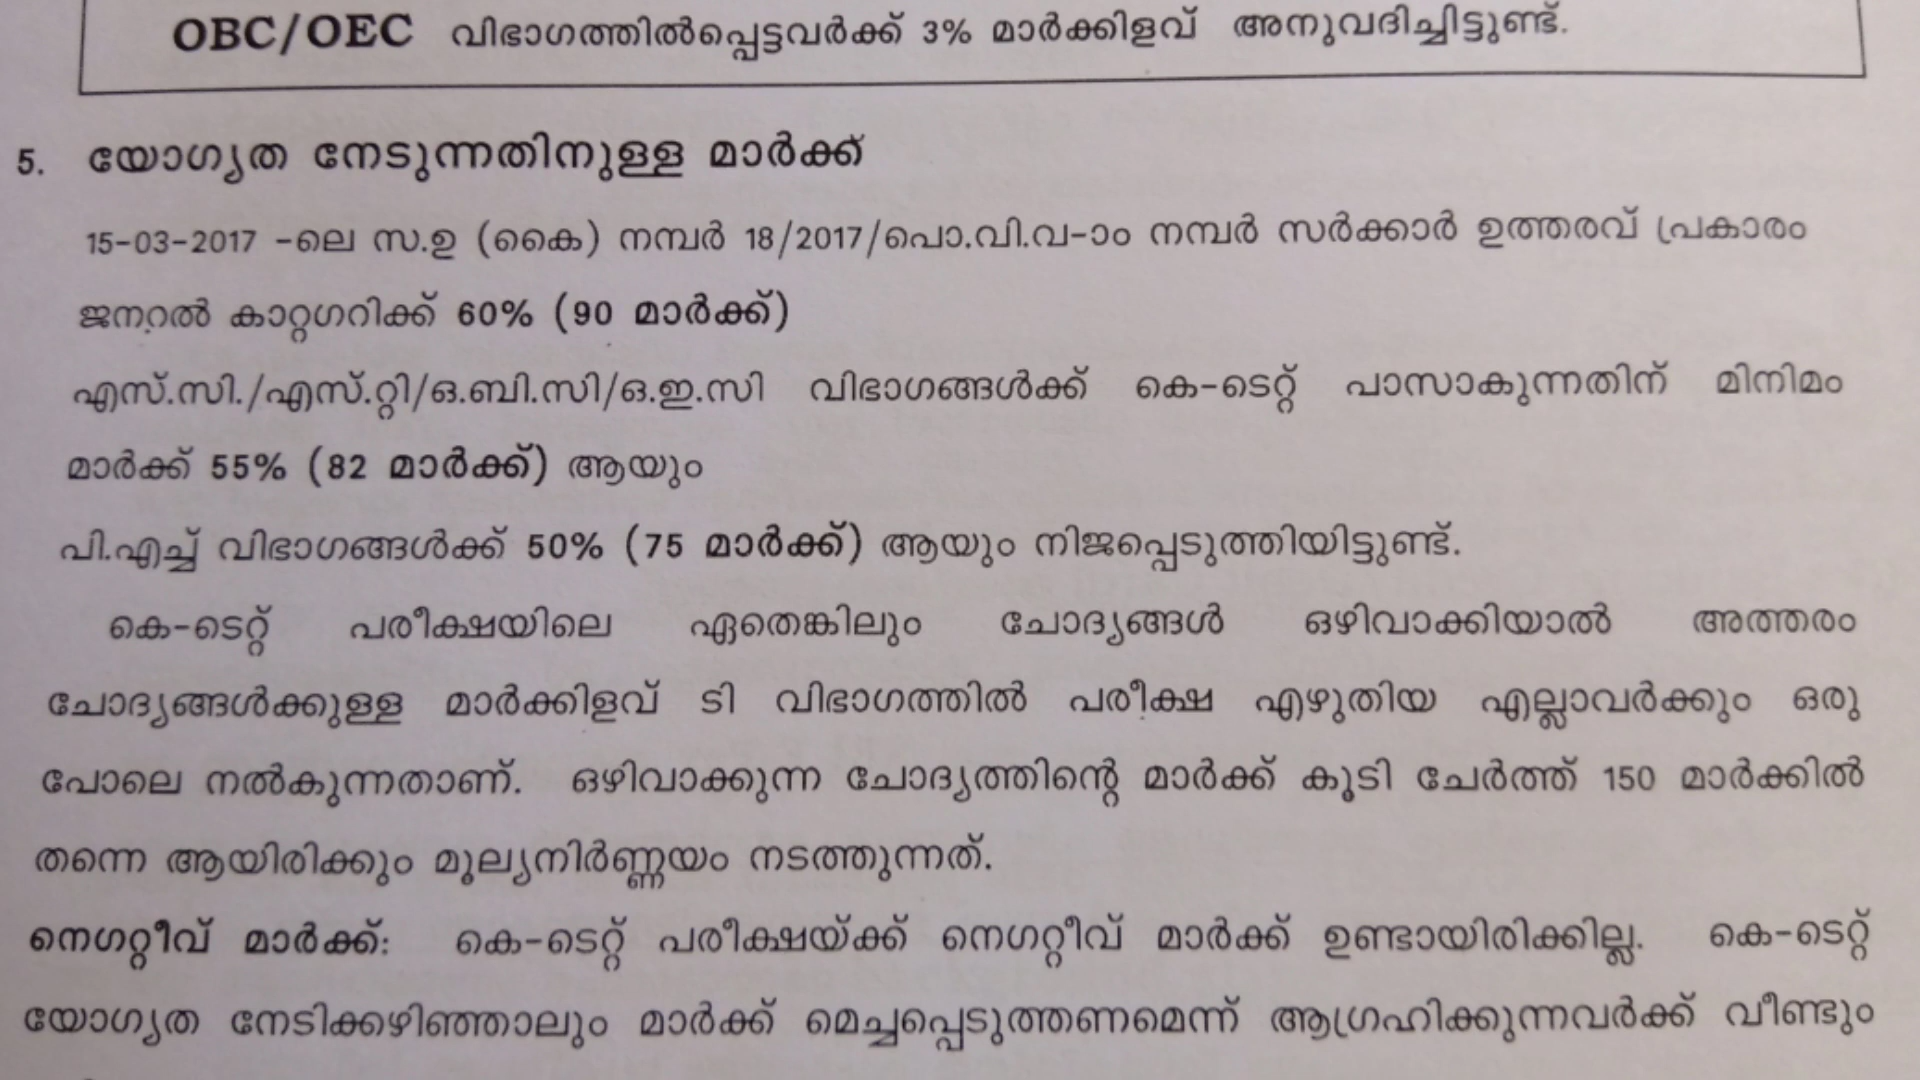 OBC/OEC വിഭാഗത്തിൽപ്പെട്ടവർക്ക് 3% മാർക്കിളവ് അനുവദിച്ചിട്ടുണ്ട്.
5. യോഗ്യത നേടുന്നതിനുള്ള മാർക്ക്
15-03-2017 -ലെ സ.ഉ (കൈ) നമ്പർ 18/2017/പൊ.വി.വ-ാം നമ്പർ സർക്കാർ ഉത്തരവ് പ്രകാരം
ജനറൽ കാറ്റഗറിക്ക് 60% (90 മാർക്ക്)
എസ്.സി./എസ്.റ്റി/ഒ.ബി.സി/ഒ.ഇ.സി വിഭാഗങ്ങൾക്ക് കെ-ടെറ്റ് പാസാകുന്നതിന് മിനിമം
മാർക്ക് 55% (82 മാർക്ക്) ആയും
പി.എച്ച് വിഭാഗങ്ങൾക്ക് 50% (75 മാർക്ക്) ആയും നിജപ്പെടുത്തിയിട്ടുണ്ട്.
കെ-ടെറ്റ് പരീക്ഷയിലെ ഏതെങ്കിലും ചോദ്യങ്ങൾ ഒഴിവാക്കിയാൽ അത്തരം
ചോദ്യങ്ങൾക്കുള്ള മാർക്കിളവ് ടി വിഭാഗത്തിൽ പരീക്ഷ എഴുതിയ എല്ലാവർക്കും ഒരു
പോലെ നൽകുന്നതാണ്. ഒഴിവാക്കുന്ന ചോദ്യത്തിന്റെ മാർക്ക് കൂടി ചേർത്ത് 150 മാർക്കിൽ
തന്നെ ആയിരിക്കും മൂല്യനിർണ്ണയം നടത്തുന്നത്.
നെഗറ്റീവ് മാർക്ക്: കെ-ടെറ്റ് പരീക്ഷയ്ക്ക് നെഗറ്റീവ് മാർക്ക് ഉണ്ടായിരിക്കില്ല. കെ-ടെറ്റ്
യോഗ്യത നേടിക്കഴിഞ്ഞാലും മാർക്ക് മെച്ചപ്പെടുത്തണമെന്ന് ആഗ്രഹിക്കുന്നവർക്ക് വീണ്ടും